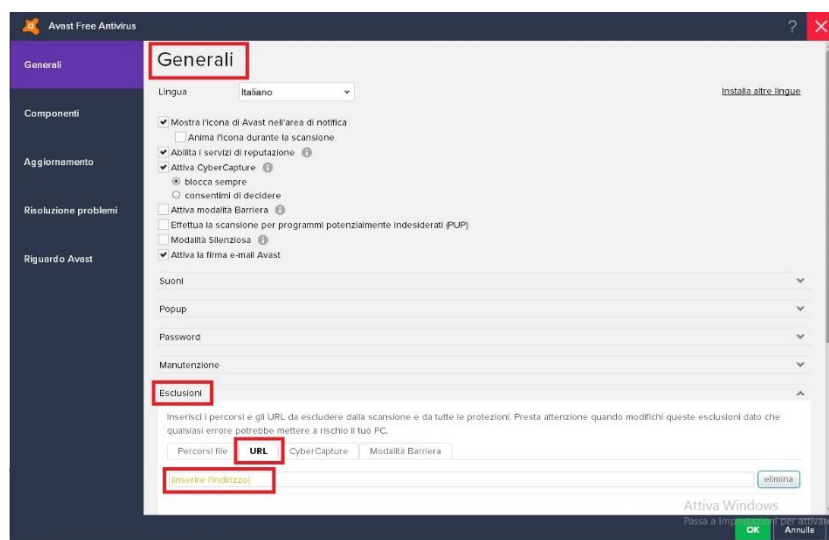 Avast Free Antivirus
?
Generali
Componenti
Aggiornamento
Risoluzione problemi
Riguardo Avast
Generali
Lingua Italiano Installa altre lingue
Mostra l'icona di Avast nell'area di notifica
Anima l'icona durante la scansione
Abilita i servizi di reputazione
Attiva CyberCapture
blocca sempre
consentimi di decidere
Attiva modalità Barriera
Effettua la scansione per programmi potenzialmente indesiderati (PUP)
Modalità Silenziosa
Attiva la firma e-mail Avast
Suoni
Popup
Password
Manutenzione
Esclusioni
Inserisci i percorsi e gli URL da escludere dalla scansione e da tutte le protezioni. Presta attenzione quando modifichi queste esclusioni dato che
qualsiasi errore potrebbe mettere a rischio il tuo PC.
Percorsi file URL CyberCapture Modalità Barriera
(inserire l'indirizzo) elimina
Attiva Windows
Passa a per attivar
OK Annulla